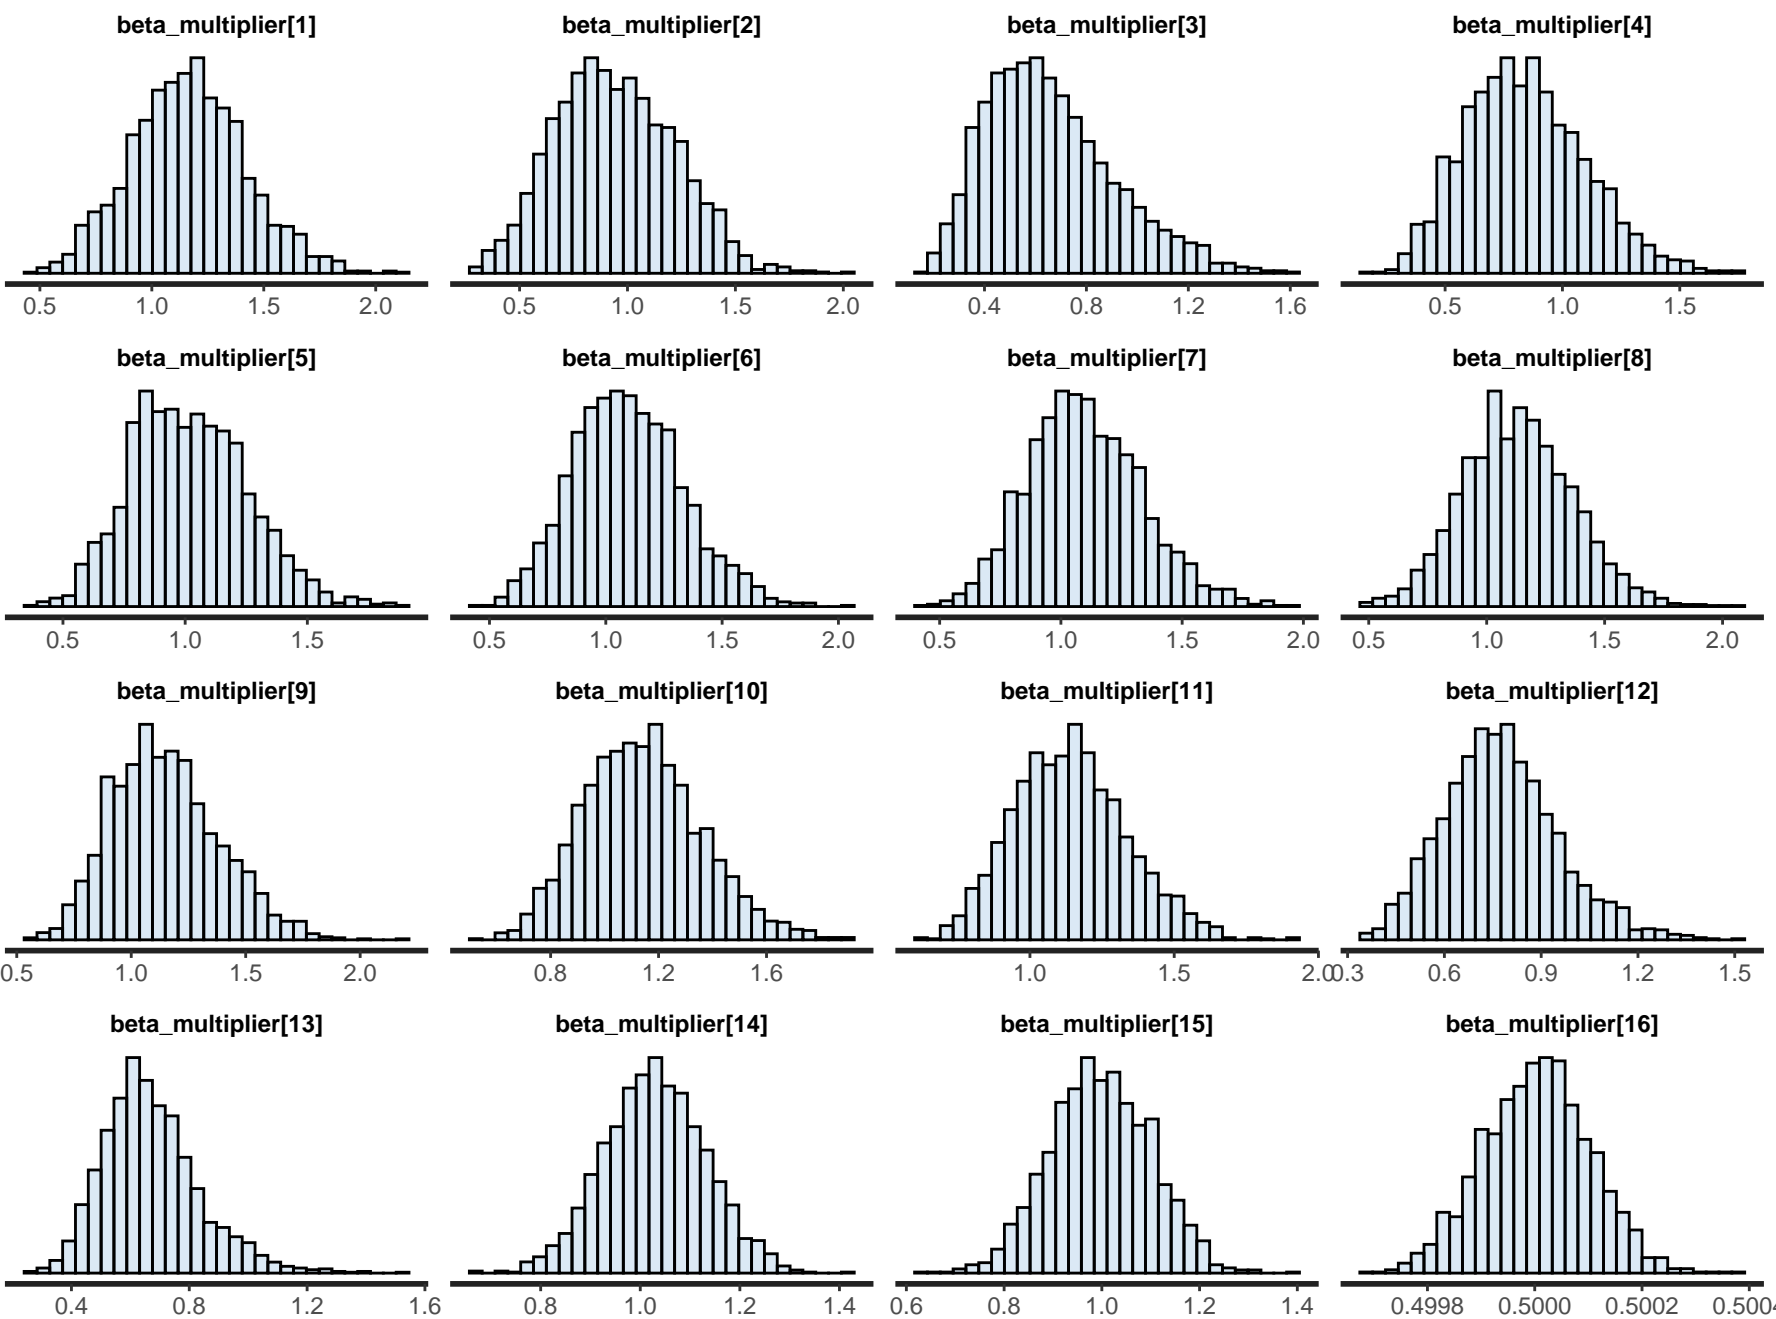 beta_multiplier[1] beta_multiplier[2] beta_multiplier[3] beta_multiplier[4]
0.5 1.0 1.5 2.0 0.5 1.0 1.5 2.0 0.4 0.8 1.2 1.6 0.5 1.0 1.5
beta_multiplier[5] beta_multiplier[6] beta_multiplier[7] beta_multiplier[8]
0.5 1.0 1.5 0.5 1.0 1.5 2.0 0.5 1.0 1.5 2.0 0.5 1.0 1.5 2.0
beta_multiplier[9] beta_multiplier[10] beta_multiplier[11] beta_multiplier[12]
0.5 1.0 1.5 2.0 0.8 1.2 1.6 1.0 1.5 2.0 0.3 0.6 0.9 1.2 1.5
beta_multiplier[13] beta_multiplier[14] beta_multiplier[15] beta_multiplier[16]
0.4 0.8 1.2 1.6 0.8 1.0 1.2 1.4 0.6 0.8 1.0 1.2 1.4 0.4998 0.5000 0.5002 0.5004